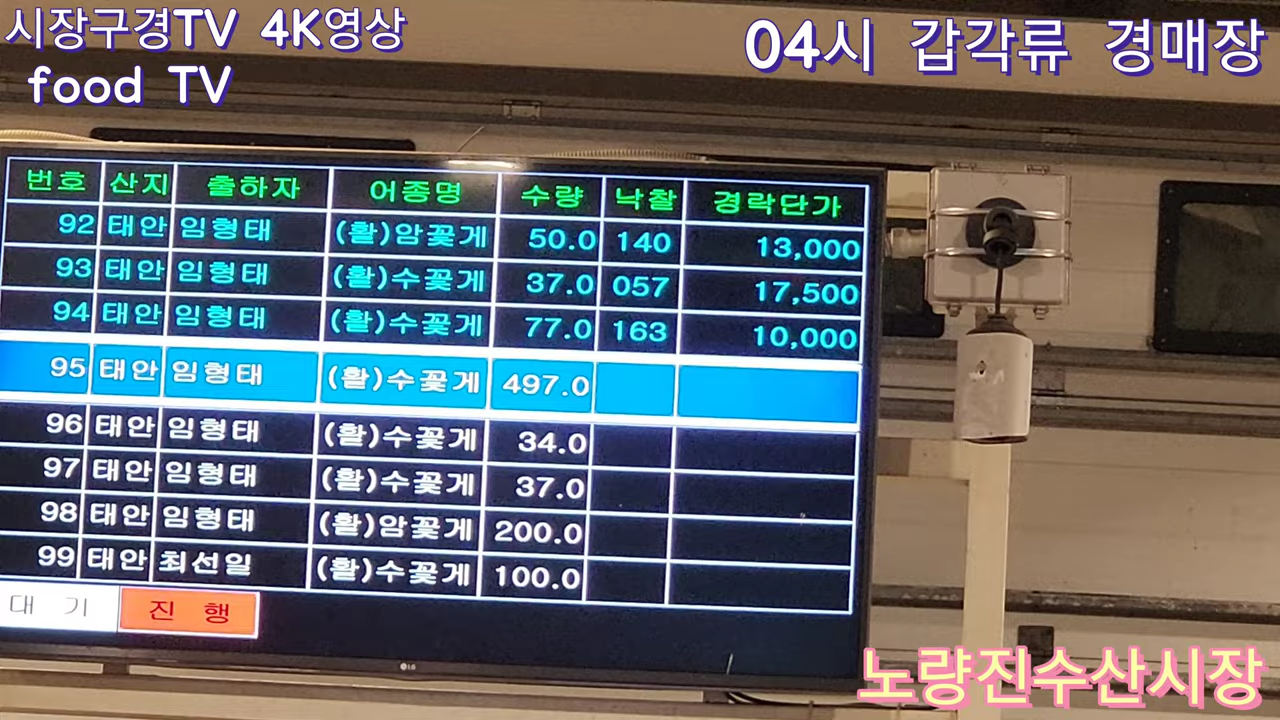 시장구경TV 4K영상
food TV
04시 갑각류 경매장
번호 산지 출하자 어종명 수량 낙찰 경락단가
92 태안 임형태 (활)암꽃게 50.0 140 13,000
93 태안 임형태 (활)수꽃게 37.0 057 17,500
94 태안 임형태 (활)수꽃게 77.0 163 10,000
95 태안 임형태 (활)수꽃게 497.0
96 태안 임형태 (활)수꽃게 34.0
97 태안 임형태 (활)수꽃게 37.0
98 태안 임형태 (활)암꽃게 200.0
99 태안 최선일 (활)수꽃게 100.0
대 기 진 행
LG
노량진수산시장